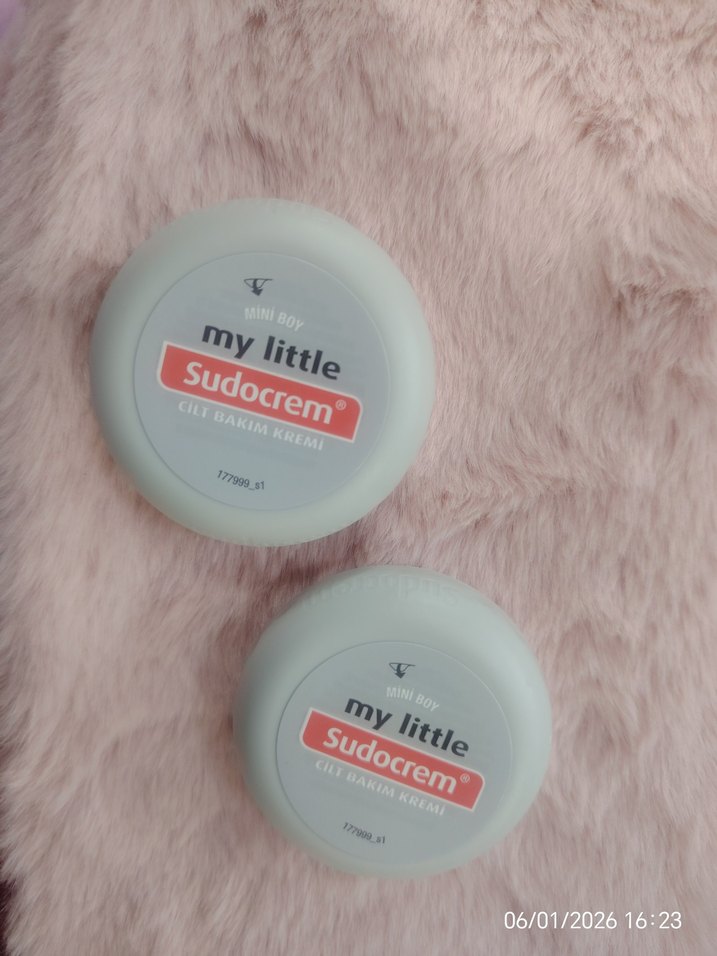 MİNİ BOY
my little
Sudocrem®
CİLT BAKIM KREMİ
177999_s1
MİNİ BOY
my little
Sudocrem®
CİLT BAKIM KREMİ
177999_s1
06/01/2026 16:23